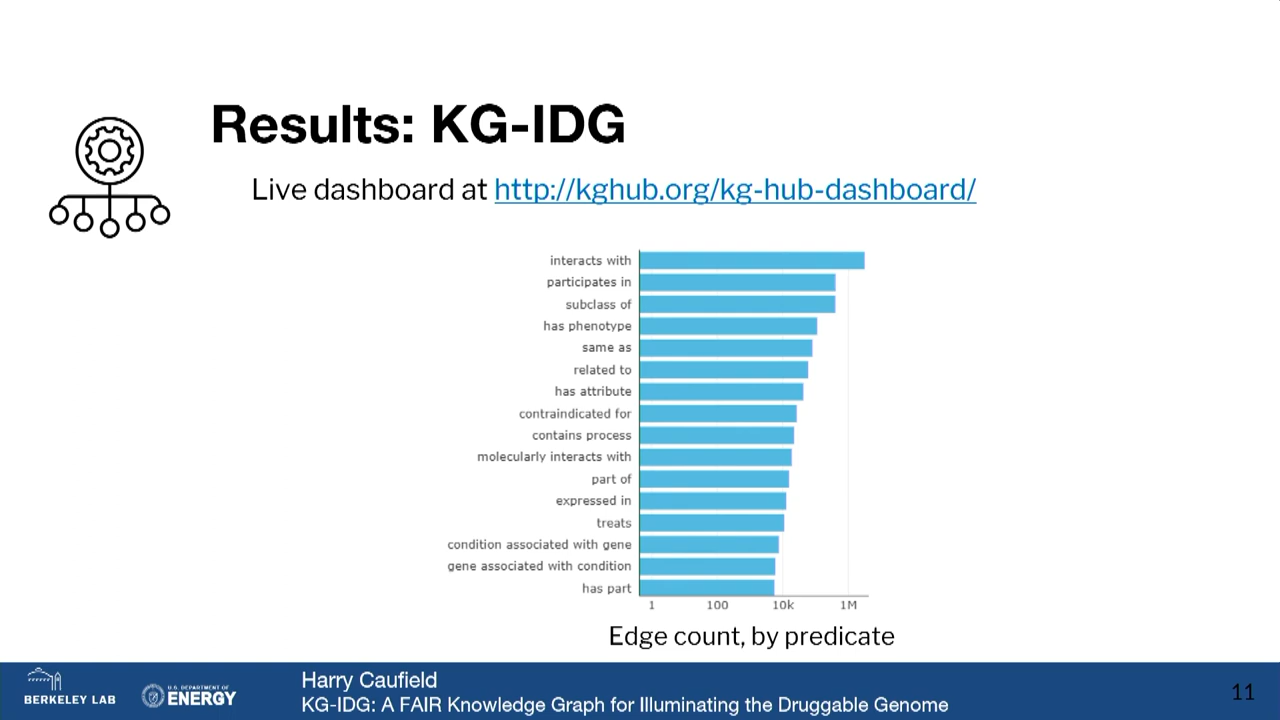 Results: KG-IDG
Live dashboard at http://kghub.org/kg-hub-dashboard/
interacts with
participates in
subclass of
has phenotype
same as
related to
has attribute
contraindicated for
contains process
molecularly interacts with
part of
expressed in
treats
condition associated with gene
gene associated with condition
has part
1 100 10k 1M
Edge count, by predicate
BERKELEY LAB
U.S. DEPARTMENT OF
ENERGY
Harry Caufield
KG-IDG: A FAIR Knowledge Graph for Illuminating the Druggable Genome
11